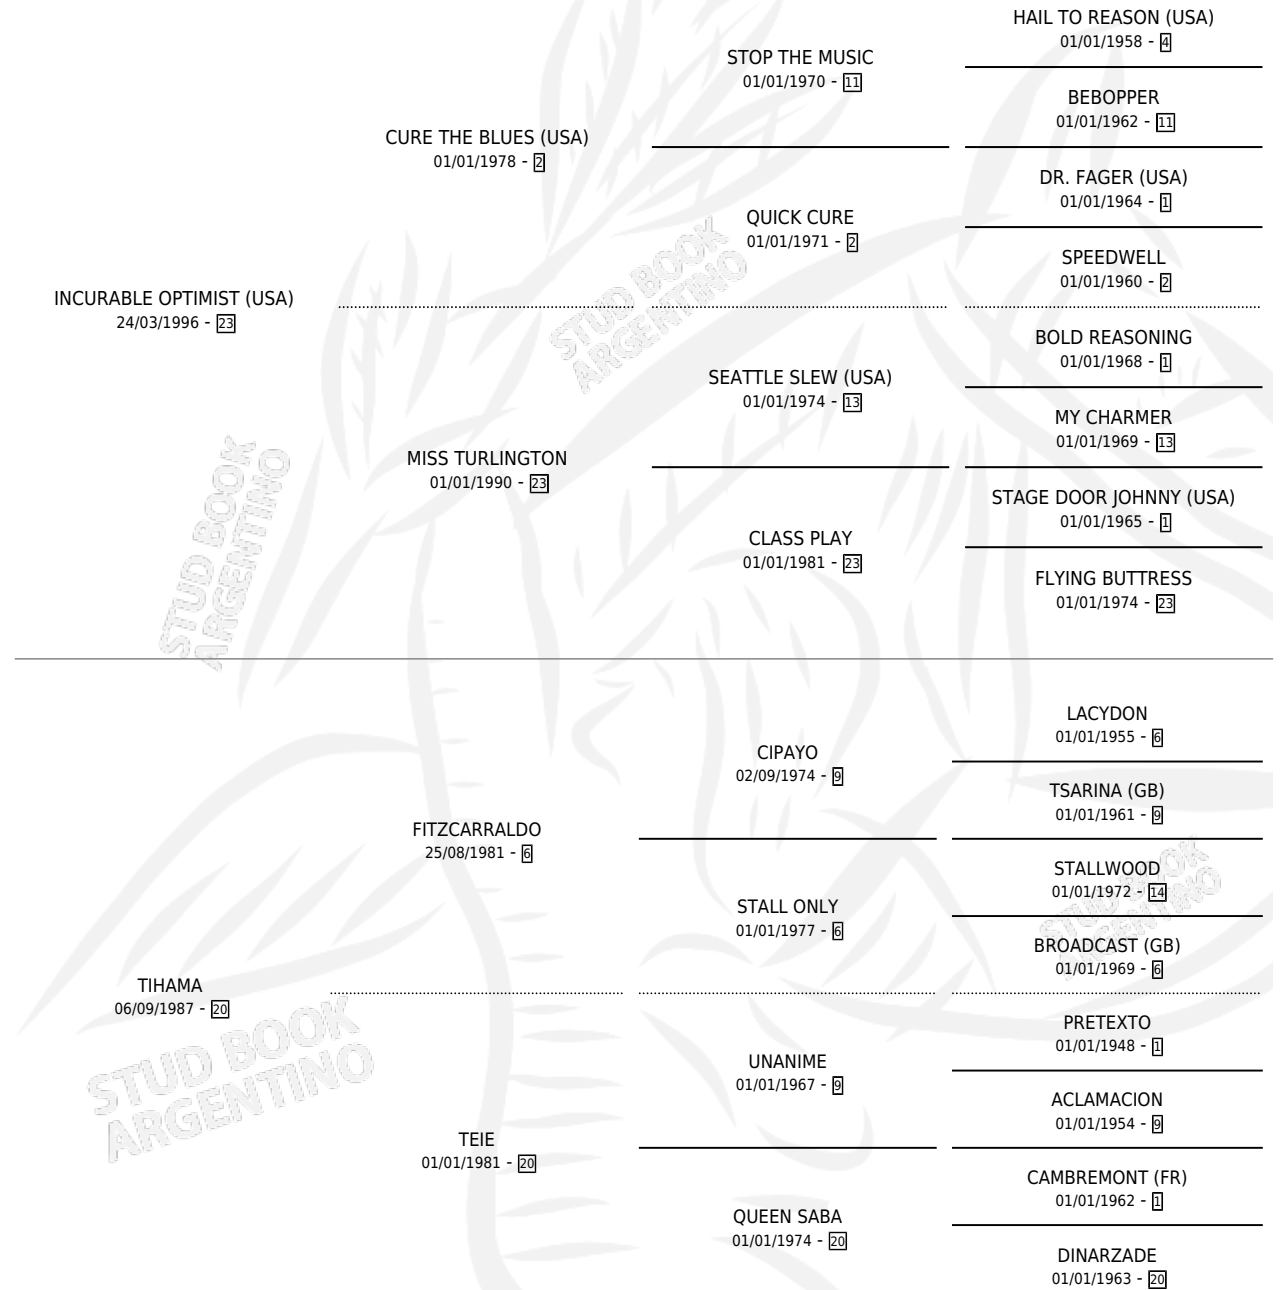 HAIL TO REASON (USA)
01/01/1958 - 4
STOP THE MUSIC
01/01/1970 - 11
BEBOPPER
01/01/1962 - 11
CURE THE BLUES (USA)
01/01/1978 - 2
DR. FAGER (USA)
01/01/1964 - 1
QUICK CURE
01/01/1971 - 2
SPEEDWELL
01/01/1960 - 2
INCURABLE OPTIMIST (USA)
24/03/1996 - 23
BOLD REASONING
01/01/1968 - 1
SEATTLE SLEW (USA)
01/01/1974 - 13
MY CHARMER
01/01/1969 - 13
MISS TURLINGTON
01/01/1990 - 23
STAGE DOOR JOHNNY (USA)
01/01/1965 - 1
CLASS PLAY
01/01/1981 - 23
FLYING BUTTRESS
01/01/1974 - 23
LACYDON
01/01/1955 - 6
CIPAYO
02/09/1974 - 9
TSARINA (GB)
01/01/1961 - 9
FITZCARRALDO
25/08/1981 - 6
STALLWOOD
01/01/1972 - 14
STALL ONLY
01/01/1977 - 6
BROADCAST (GB)
01/01/1969 - 6
TIHAMA
06/09/1987 - 20
PRETEXTO
01/01/1948 - 1
UNANIME
01/01/1967 - 9
ACLAMACION
01/01/1954 - 9
TEIE
01/01/1981 - 20
CAMBREMONT (FR)
01/01/1962 - 1
QUEEN SABA
01/01/1974 - 20
DINARZADE
01/01/1963 - 20
STUD BOOK
ARGENTINO
STUD BOOK
ARGENTINO
STUD BOOK
ARGENTINO
STUD BOOK
ARGENTINO